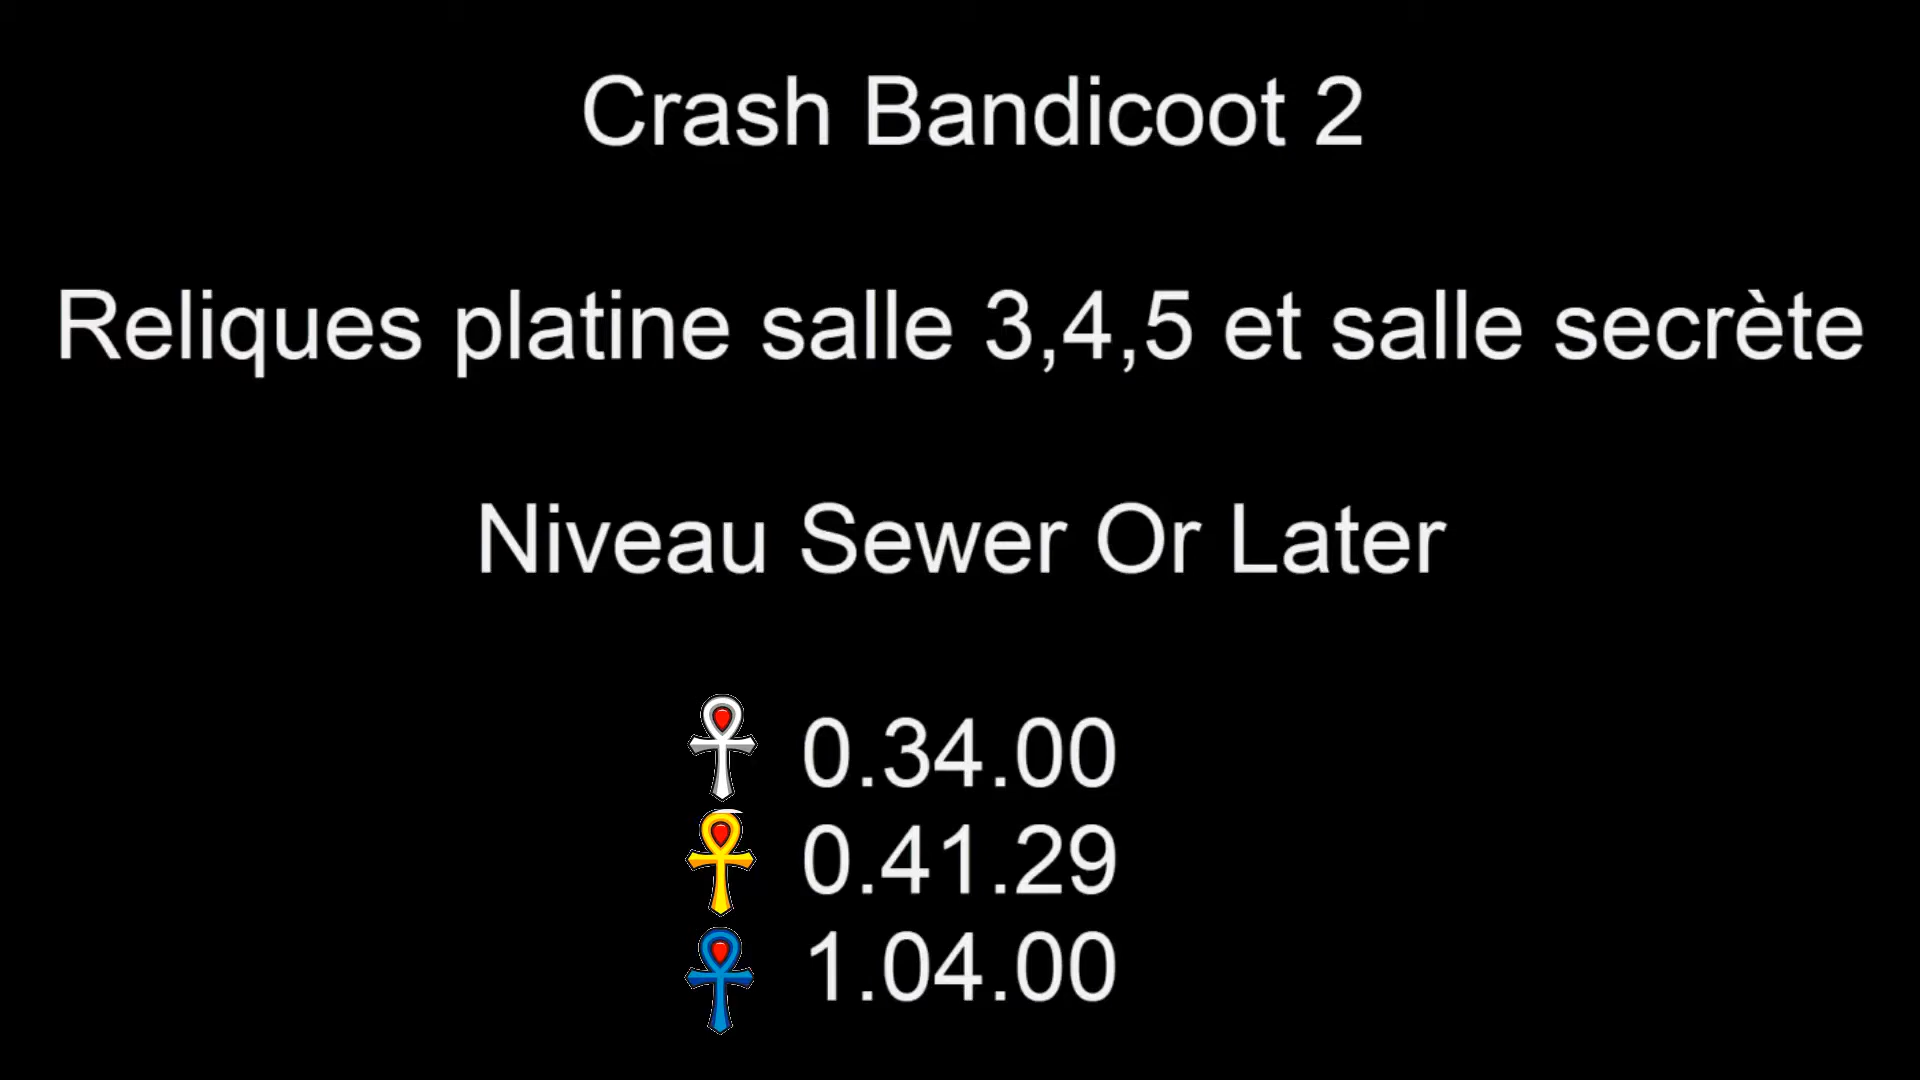 Crash Bandicoot 2
Reliques platine salle 3,4,5 et salle secrète
Niveau Sewer Or Later
0.34.00
0.41.29
1.04.00